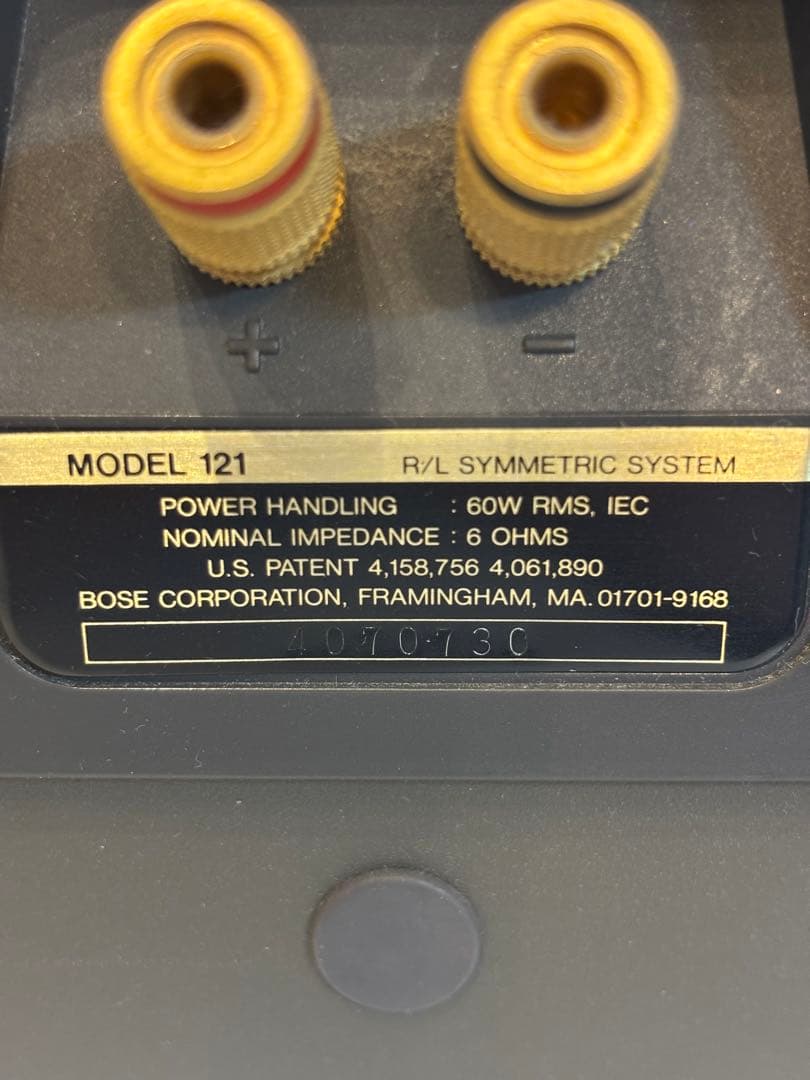 + −
MODEL 121 R/L SYMMETRIC SYSTEM
POWER HANDLING : 60W RMS, IEC
NOMINAL IMPEDANCE : 6 OHMS
U.S. PATENT 4,158,756 4,061,890
BOSE CORPORATION, FRAMINGHAM, MA. 01701-9168
4070730